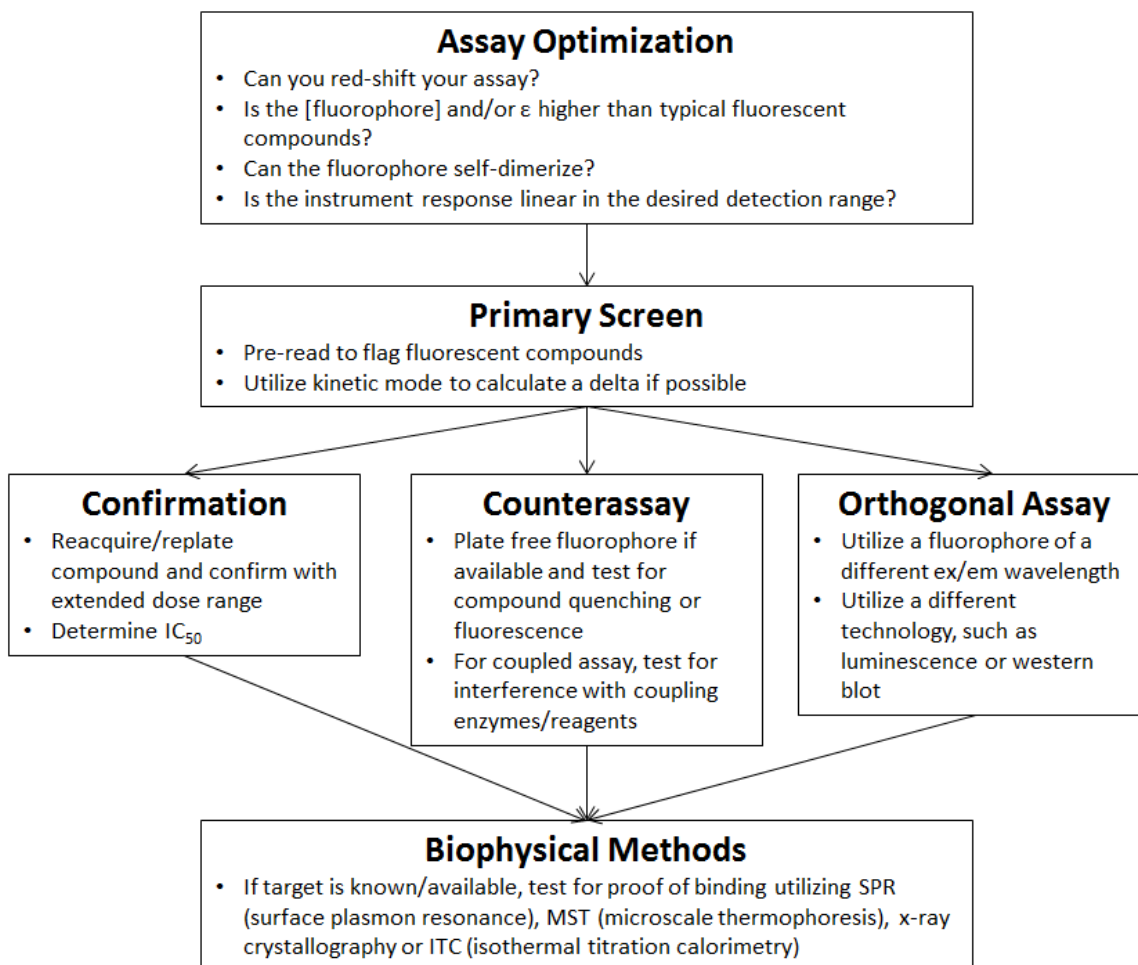 Assay Optimization
• Can you red-shift your assay?
• Is the [fluorophore] and/or ε higher than typical fluorescent
compounds?
• Can the fluorophore self-dimerize?
• Is the instrument response linear in the desired detection range?
Primary Screen
• Pre-read to flag fluorescent compounds
• Utilize kinetic mode to calculate a delta if possible
Confirmation
• Reacquire/replate
compound and confirm with
extended dose range
• Determine IC50
Counterassay
• Plate free fluorophore if
available and test for
compound quenching or
fluorescence
• For coupled assay, test for
interference with coupling
enzymes/reagents
Orthogonal Assay
• Utilize a fluorophore of a
different ex/em wavelength
• Utilize a different
technology, such as
luminescence or western
blot
Biophysical Methods
• If target is known/available, test for proof of binding utilizing SPR
(surface plasmon resonance), MST (microscale thermophoresis), x-ray
crystallography or ITC (isothermal titration calorimetry)